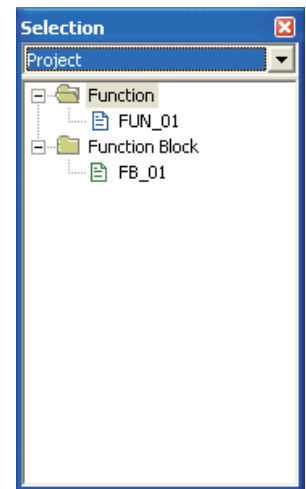 Selection
Project
Function
FUN_01
Function Block
FB_01